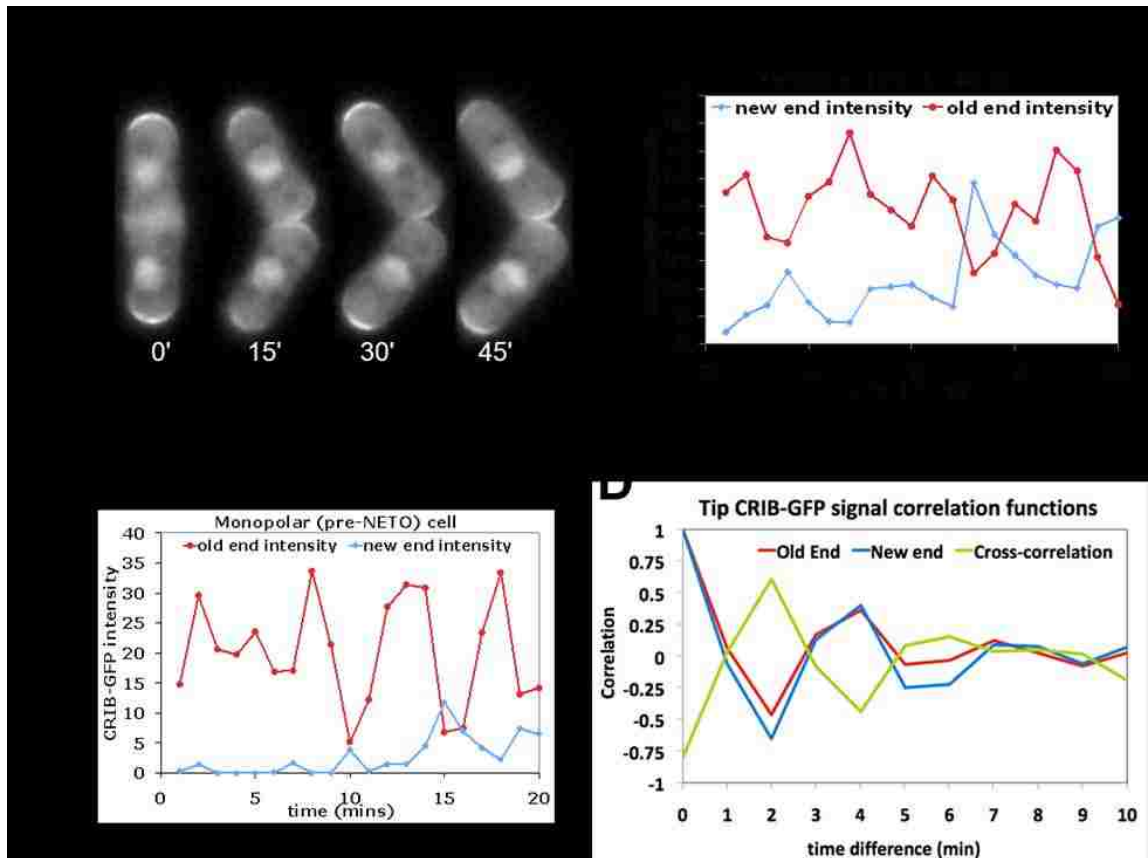 0' 15' 30' 45'
new end intensity old end intensity
Monopolar (pre-NETO) cell
old end intensity new end intensity
CRIB-GFP intensity
40
35
30
25
20
15
10
5
0
0 5 10 15 20
time (mins)
D
Tip CRIB-GFP signal correlation functions
Old End New end Cross-correlation
Correlation
1
0.75
0.5
0.25
0
-0.25
-0.5
-0.75
-1
0 1 2 3 4 5 6 7 8 9 10
time difference (min)